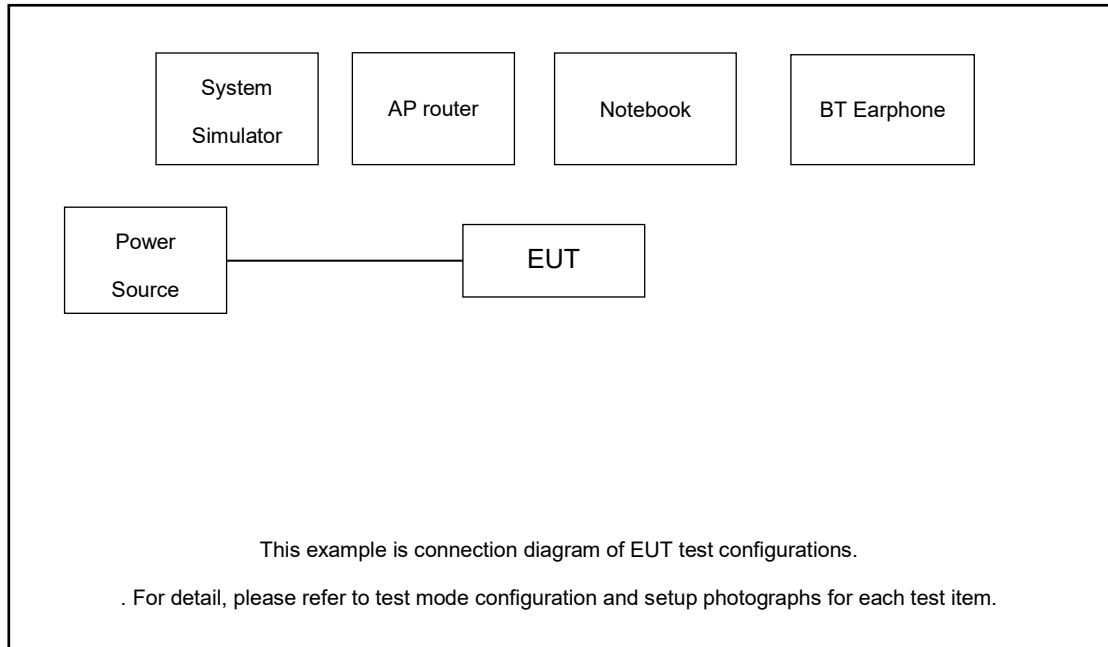 System
Simulator
AP router
Notebook
BT Earphone
Power
Source
EUT
This example is connection diagram of EUT test configurations.
. For detail, please refer to test mode configuration and setup photographs for each test item.